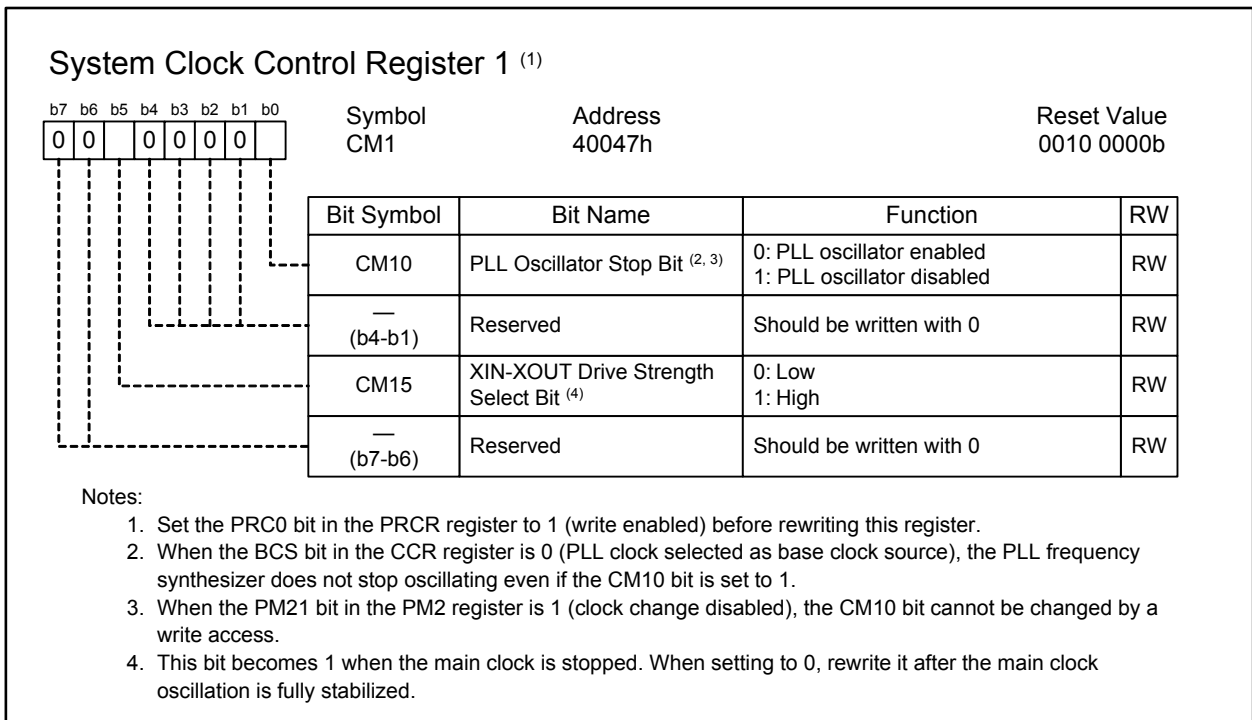 System Clock Control Register 1 (1)
b7 b6 b5 b4 b3 b2 b1 b0
0 0 0 0 0 0
Symbol Address Reset Value
CM1 40047h 0010 0000b
Bit Symbol Bit Name Function RW
CM10 PLL Oscillator Stop Bit (2, 3) 0: PLL oscillator enabled RW
1: PLL oscillator disabled
—
(b4-b1) Reserved Should be written with 0 RW
CM15 XIN-XOUT Drive Strength 0: Low RW
Select Bit (4) 1: High
—
(b7-b6) Reserved Should be written with 0 RW
Notes:
1. Set the PRC0 bit in the PRCR register to 1 (write enabled) before rewriting this register.
2. When the BCS bit in the CCR register is 0 (PLL clock selected as base clock source), the PLL frequency
synthesizer does not stop oscillating even if the CM10 bit is set to 1.
3. When the PM21 bit in the PM2 register is 1 (clock change disabled), the CM10 bit cannot be changed by a
write access.
4. This bit becomes 1 when the main clock is stopped. When setting to 0, rewrite it after the main clock
oscillation is fully stabilized.